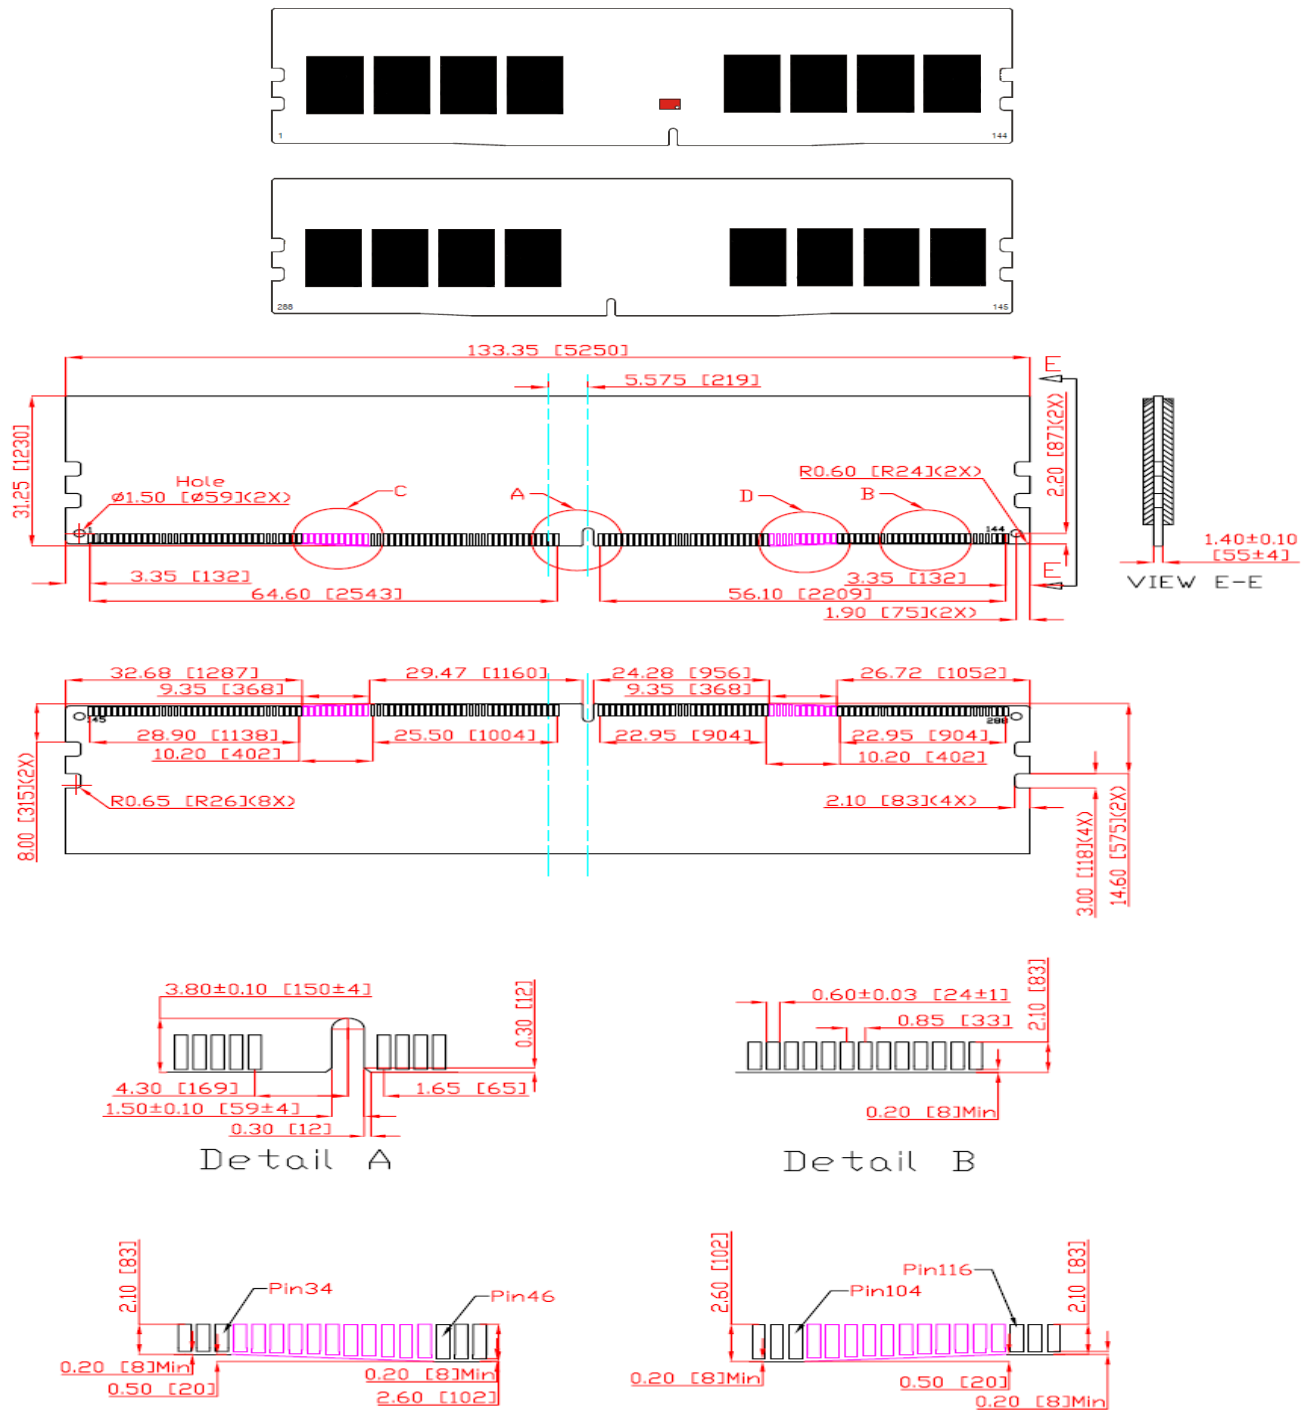 1
144
288
145
133.35 [5250]
5.575 [219]
E
31.25 [1230]
2.20 [87](2X)
Hole
Ø1.50 [Ø59](2X)
C
A
D
B
R0.60 [R24](2X)
1
144
3.35 [132]
64.60 [2543]
3.35 [132]
56.10 [2209]
E
1.90 [75](2X)
1.40±0.10
[55±4]
VIEW E-E
32.68 [1287]
29.47 [1160]
24.28 [956]
26.72 [1052]
9.35 [368]
9.35 [368]
145
288
28.90 [1138]
25.50 [1004]
22.95 [904]
22.95 [904]
10.20 [402]
10.20 [402]
8.00 [315](2X)
R0.65 [R26](8X)
2.10 [83](4X)
3.00 [118](4X)
14.60 [575](2X)
3.80±0.10 [150±4]
0.30 [12]
4.30 [169]
1.65 [65]
1.50±0.10 [59±4]
0.30 [12]
Detail A
0.60±0.03 [24±1]
0.85 [33]
2.10 [83]
0.20 [8]Min
Detail B
2.10 [83]
Pin34
Pin46
0.20 [8]Min
0.50 [20]
0.20 [8]Min
2.60 [102]
2.60 [102]
Pin116
Pin104
2.10 [83]
0.20 [8]Min
0.50 [20]
0.20 [8]Min